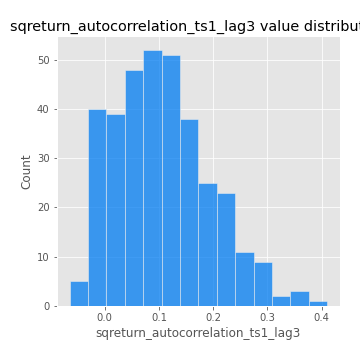 sqreturn_autocorrelation_ts1_lag3 value distribut
50
40
30
20
10
0
Count
0.0 0.1 0.2 0.3 0.4
sqreturn_autocorrelation_ts1_lag3